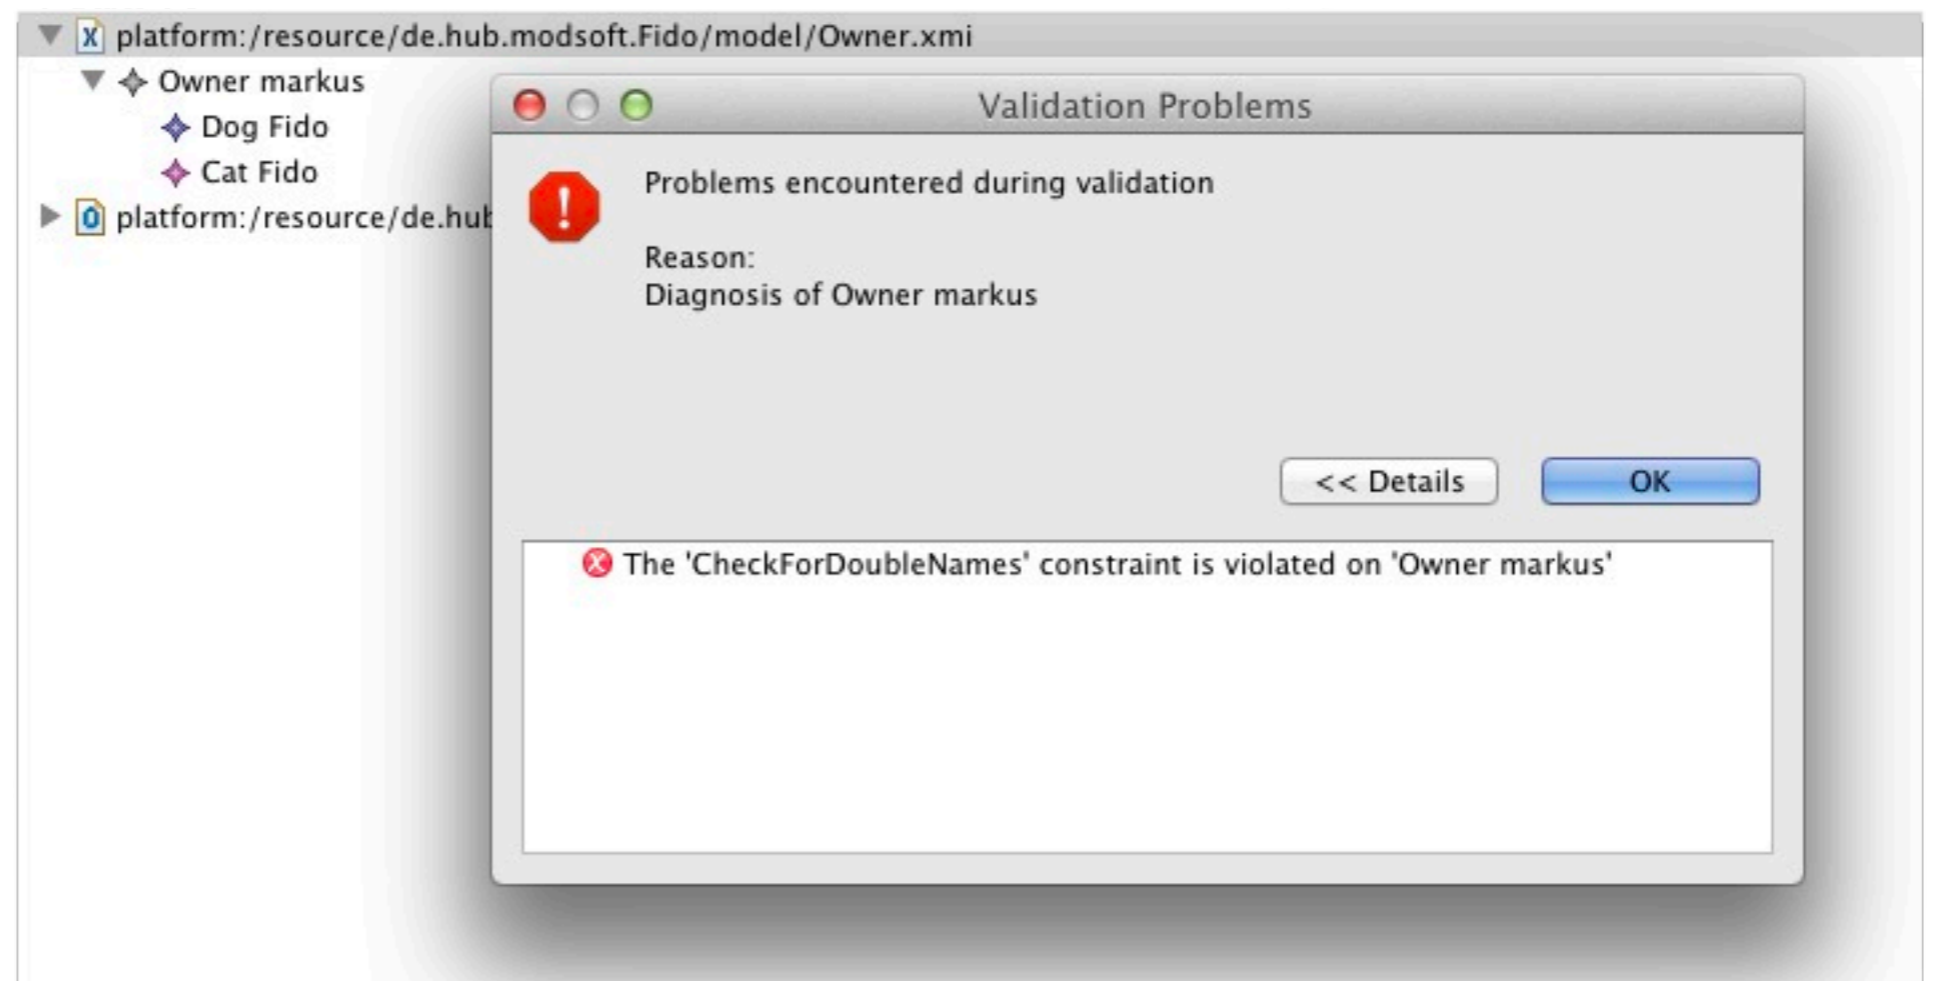 platform:/resource/de.hub.modsoft.Fido/model/Owner.xmi
Owner markus
Dog Fido
Cat Fido
platform:/resource/de.hub
Validation Problems
Problems encountered during validation
Reason:
Diagnosis of Owner markus
<< Details
OK
The 'CheckForDoubleNames' constraint is violated on 'Owner markus'